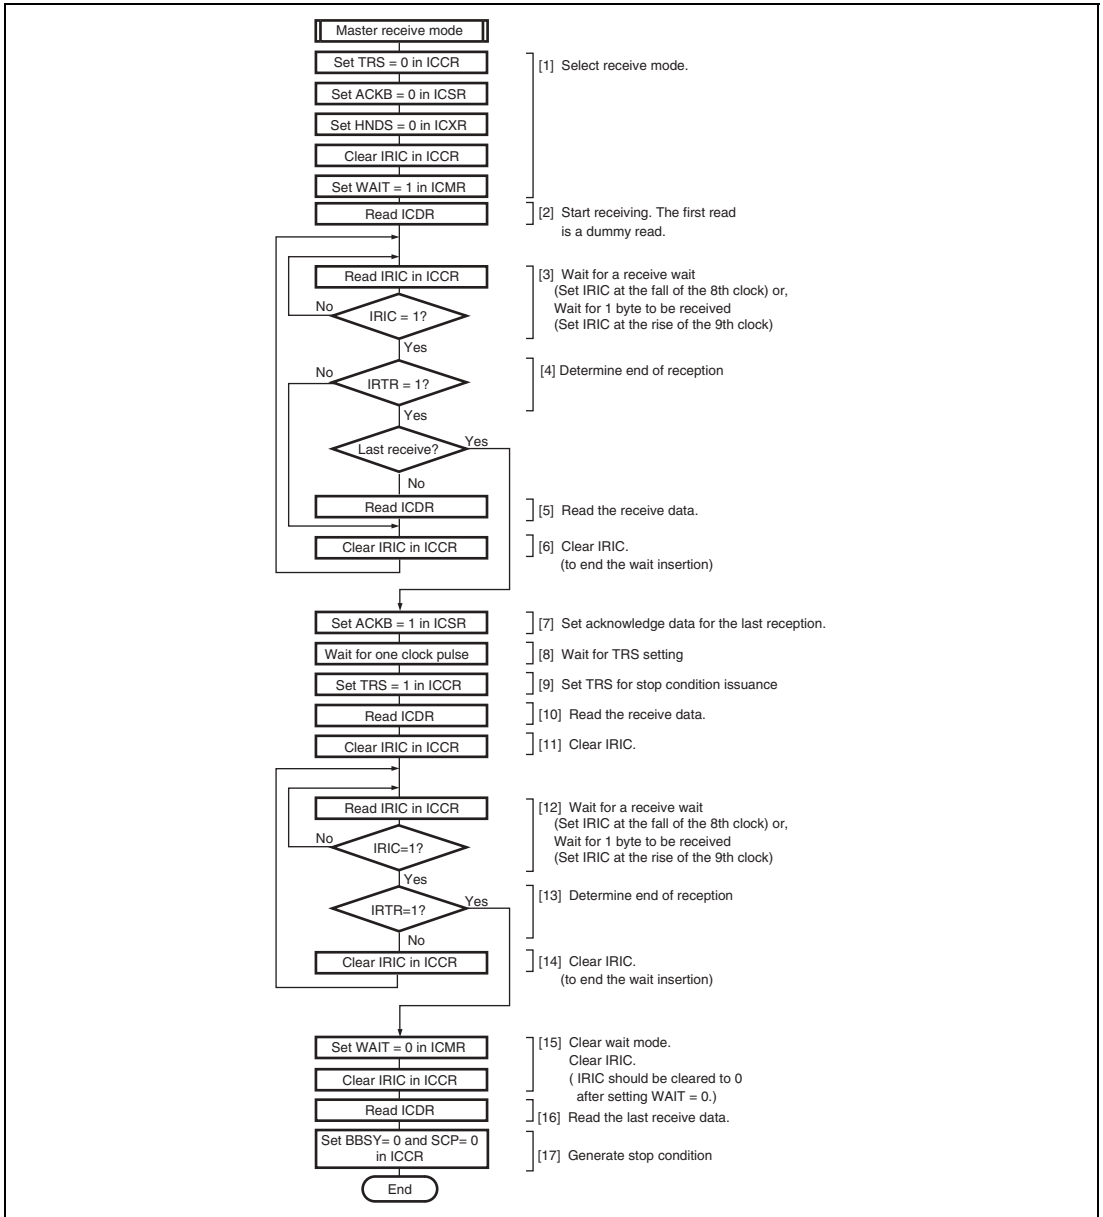 Master receive mode
Set TRS = 0 in ICCR
[1] Select receive mode.
Set ACKB = 0 in ICSR
Set HNDS = 0 in ICXR
Clear IRIC in ICCR
Set WAIT = 1 in ICMR
Read ICDR
[2] Start receiving. The first read
is a dummy read.
Read IRIC in ICCR
[3] Wait for a receive wait
(Set IRIC at the fall of the 8th clock) or,
Wait for 1 byte to be received
(Set IRIC at the rise of the 9th clock)
No
IRIC = 1?
Yes
No
IRTR = 1?
[4] Determine end of reception
Yes
Last receive?
Yes
No
Read ICDR
[5] Read the receive data.
Clear IRIC in ICCR
[6] Clear IRIC.
(to end the wait insertion)
Set ACKB = 1 in ICSR
[7] Set acknowledge data for the last reception.
Wait for one clock pulse
[8] Wait for TRS setting
Set TRS = 1 in ICCR
[9] Set TRS for stop condition issuance
Read ICDR
[10] Read the receive data.
Clear IRIC in ICCR
[11] Clear IRIC.
Read IRIC in ICCR
[12] Wait for a receive wait
(Set IRIC at the fall of the 8th clock) or,
Wait for 1 byte to be received
(Set IRIC at the rise of the 9th clock)
No
IRIC=1?
Yes
IRTR=1?
Yes
[13] Determine end of reception
No
Clear IRIC in ICCR
[14] Clear IRIC.
(to end the wait insertion)
Set WAIT = 0 in ICMR
[15] Clear wait mode.
Clear IRIC.
( IRIC should be cleared to 0
after setting WAIT = 0.)
Clear IRIC in ICCR
Read ICDR
[16] Read the last receive data.
Set BBSY= 0 and SCP= 0
in ICCR
[17] Generate stop condition
End